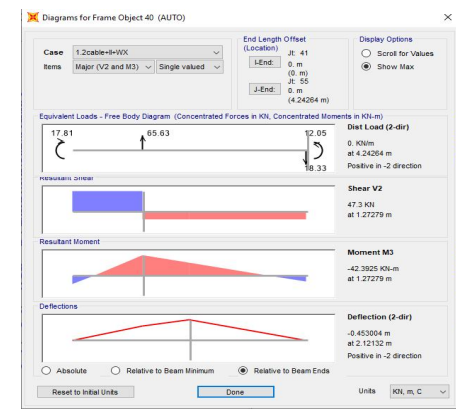 Diagrams for Frame Object 40 (AUTO)
Case 1.2cable+ll+WX
Items Major (V2 and M3) Single valued
End Length Offset
(Location)
Jt: 41
I-End: 0. m
(0. m)
Jt: 55
J-End: 0. m
(4.24264 m)
Display Options
Scroll for Values
Show Max
Equivalent Loads - Free Body Diagram (Concentrated Forces in KN, Concentrated Moments in KN-m)
17.81 65.63 12.05
18.33
Dist Load (2-dir)
0. KN/m
at 4.24264 m
Positive in -2 direction
Resultant Shear
Shear V2
47.3 KN
at 1.27279 m
Resultant Moment
Moment M3
-42.3925 KN-m
at 1.27279 m
Deflections
Deflection (2-dir)
-0.453004 m
at 2.12132 m
Positive in -2 direction
Absolute Relative to Beam Minimum Relative to Beam Ends
Reset to Initial Units Done Units KN, m, C